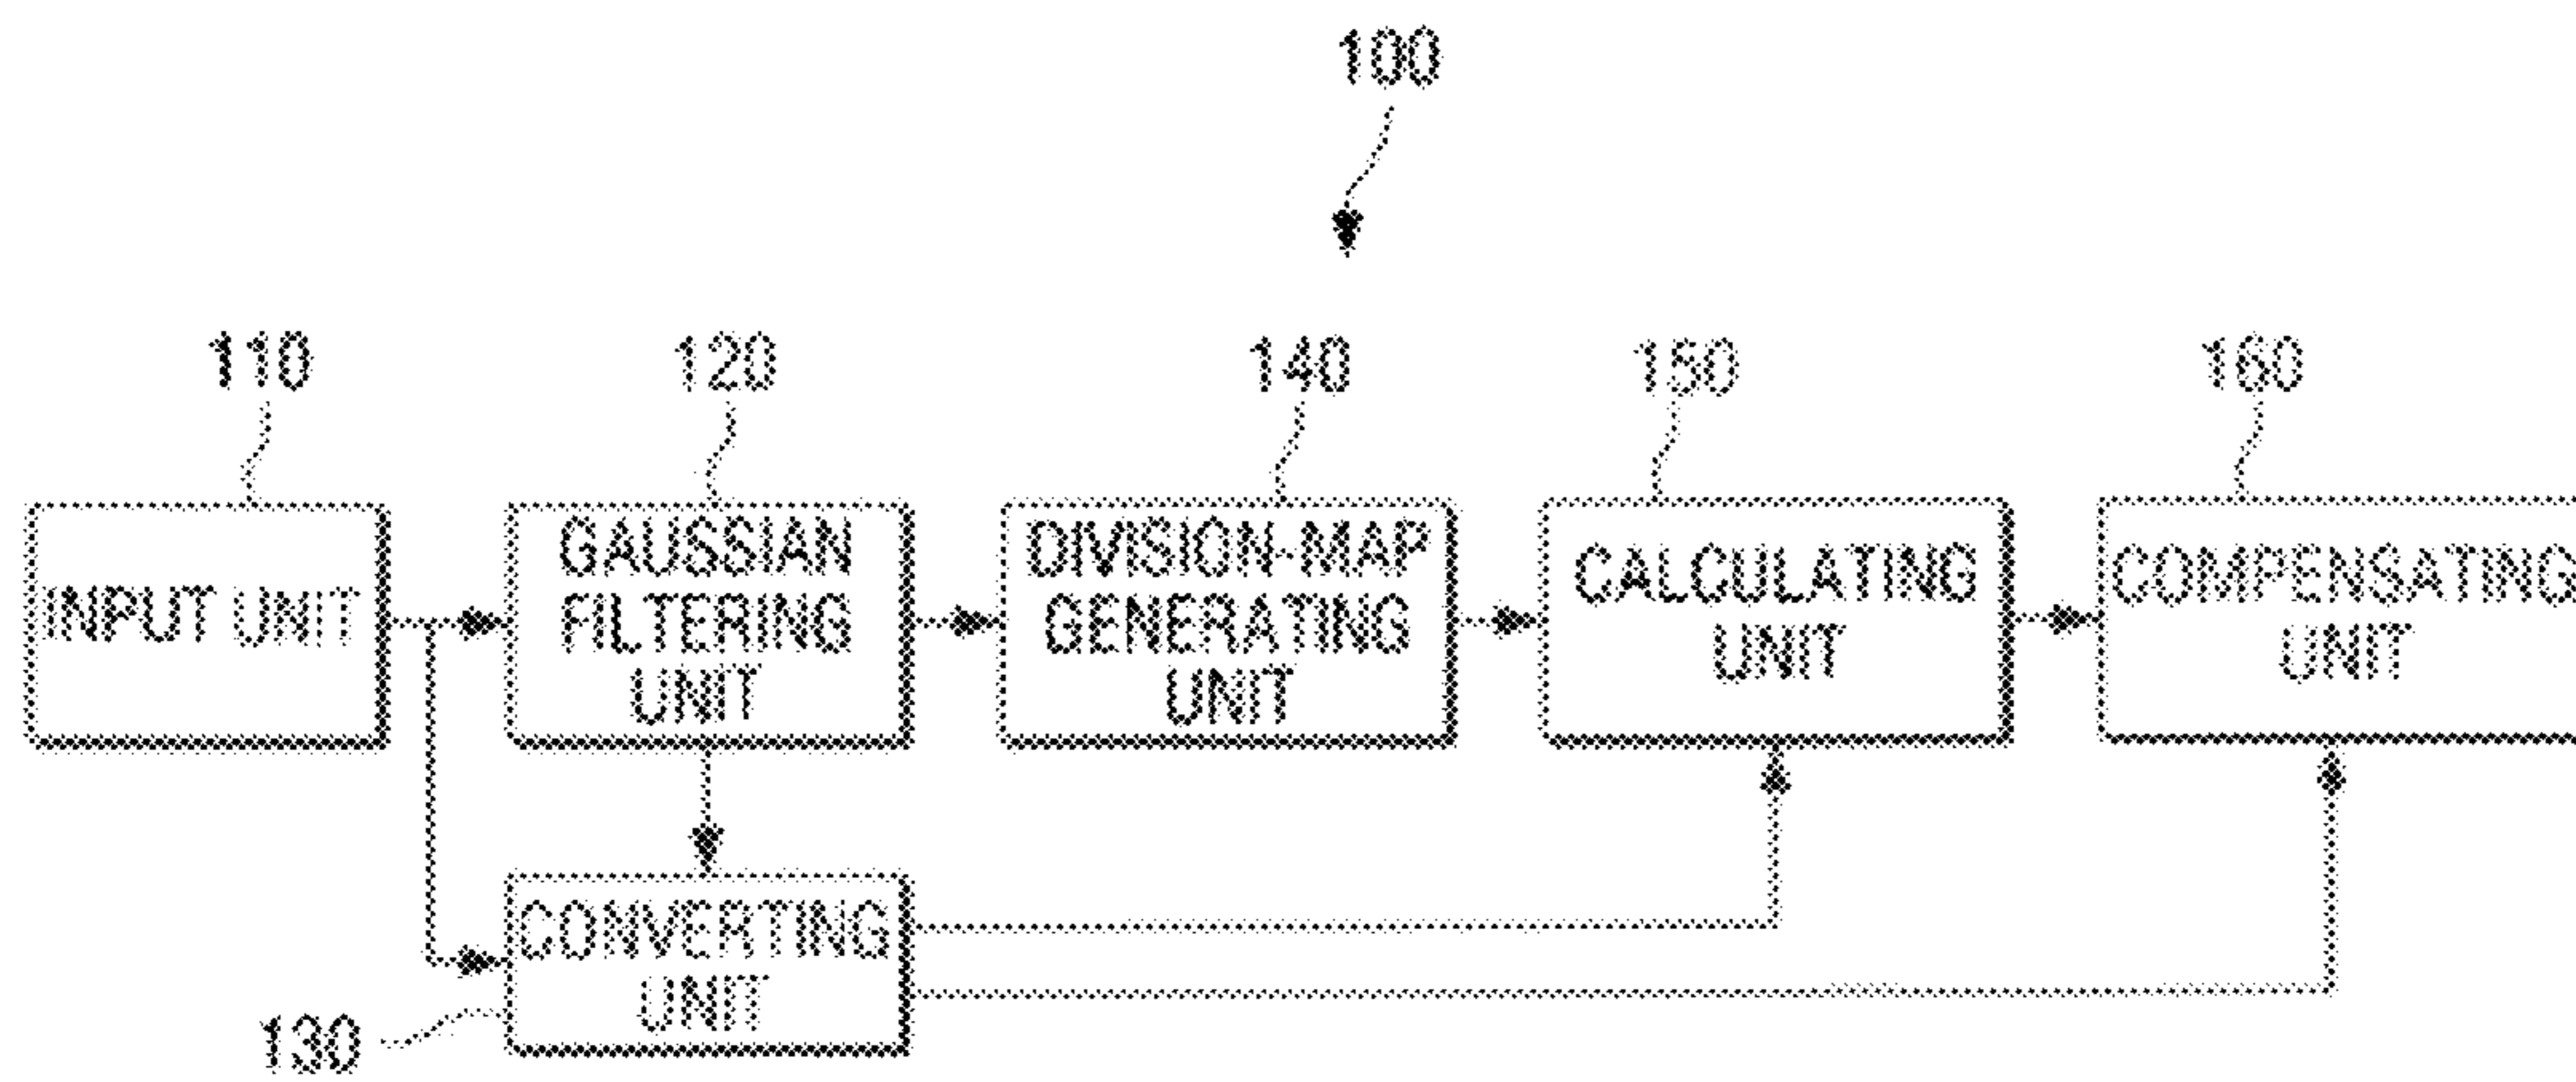 100
110
120
140
150
160
INPUT UNIT
GAUSSIAN
FILTERING
UNIT
DIVISION-MAP
GENERATING
UNIT
CALCULATING
UNIT
COMPENSATING
UNIT
CONVERTING
UNIT
130